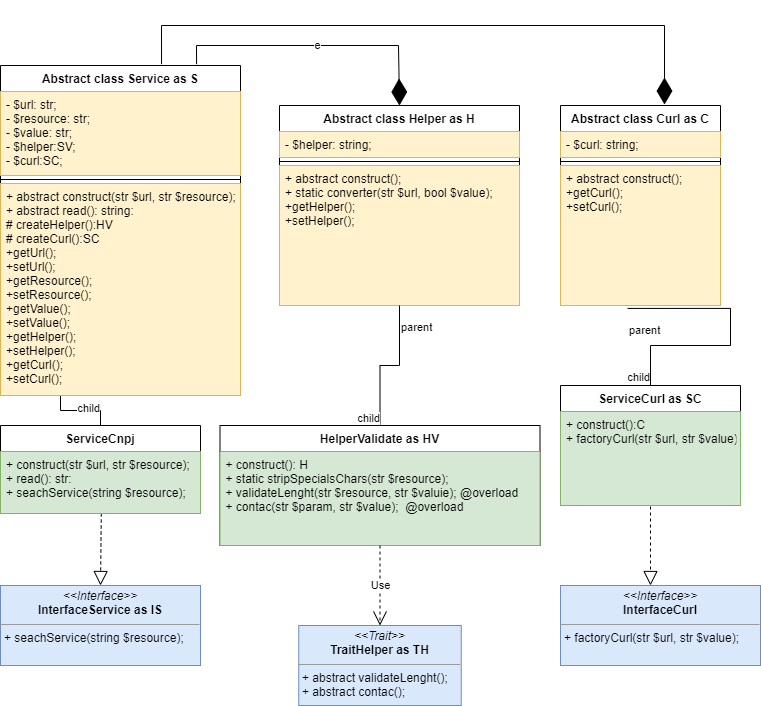 e
Abstract class Service as S
- $url: str;
- $resource: str;
- $value: str;
- $helper:SV;
- $curl:SC;
+ abstract construct(str $url, str $resource);
+ abstract read(): string:
# createHelper():HV
# createCurl():SC
+getUrl();
+setUrl();
+getResource();
+setResource();
+getValue();
+setValue();
+getHelper();
+setHelper();
+getCurl();
+setCurl();
Abstract class Helper as H
- $helper: string;
+ abstract construct();
+ static converter(str $url, bool $value);
+getHelper();
+setHelper();
Abstract class Curl as C
- $curl: string;
+ abstract construct();
+getCurl();
+setCurl();
child
parent
child
parent
child
ServiceCnpj
+ construct(str $url, str $resource);
+ read(): str:
+ seachService(string $resource);
HelperValidate as HV
+ construct(): H
+ static stripSpecialsChars(str $resource);
+ validateLenght(str $resource, str $valuie); @overload
+ contac(str $param, str $value);  @overload
ServiceCurl as SC
+ construct():C
+ factoryCurl(str $url, str $value)
Use
<<Interface>>
InterfaceService as IS
+ seachService(string $resource);
<<Trait>>
TraitHelper as TH
+ abstract validateLenght();
+ abstract contac();
<<Interface>>
InterfaceCurl
+ factoryCurl(str $url, str $value);